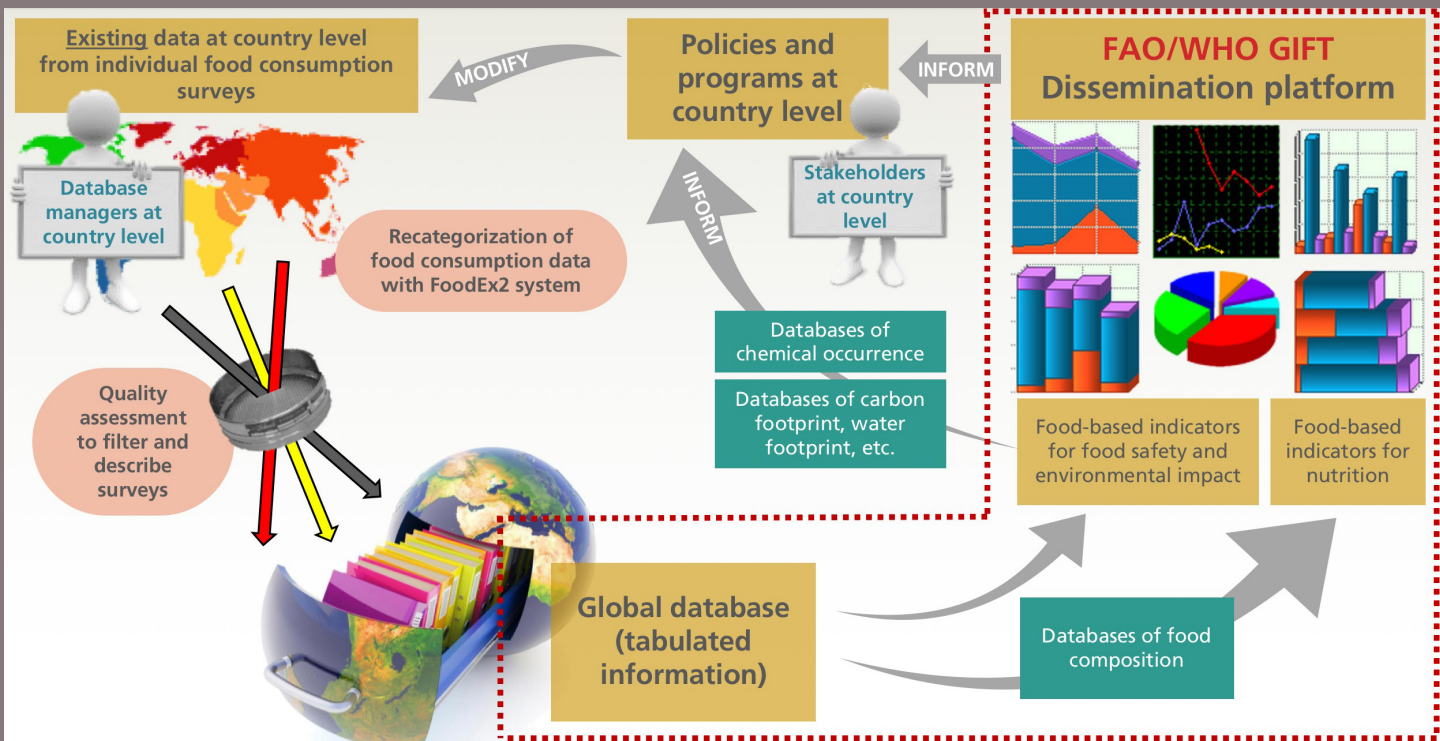 Existing data at country level
from individual food consumption
surveys
MODIFY
Policies and
programs at
country level
INFORM
FAO/WHO GIFT
Dissemination platform
Database
managers at
country level
Stakeholders
at country
level
INFORM
Recategorization of
food consumption data
with FoodEx2 system
Databases of
chemical occurrence
Databases of carbon
footprint, water
footprint, etc.
Quality
assessment
to filter and
describe
surveys
Food-based indicators
for food safety and
environmental impact
Food-based
indicators for
nutrition
Global database
(tabulated
information)
Databases of food
composition